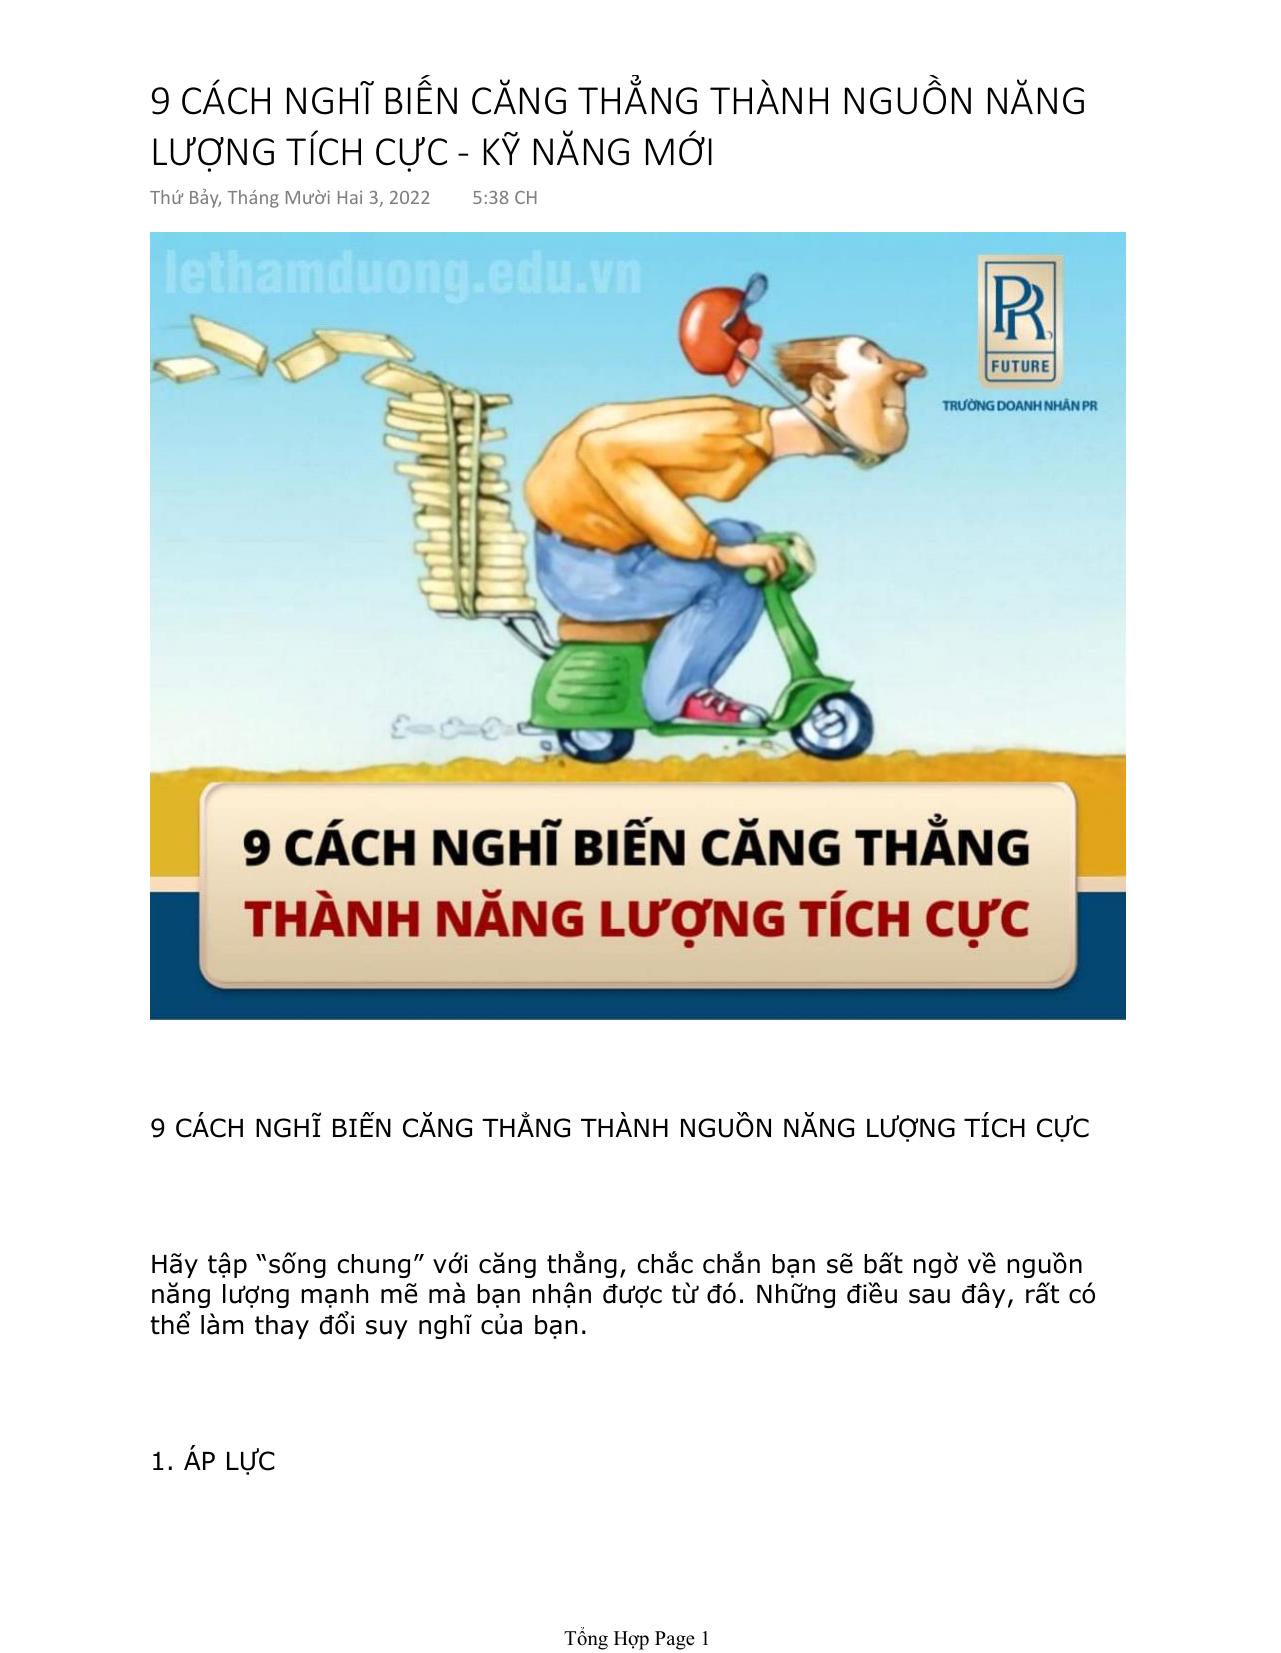 9 CÁCH NGHĨ BIẾN CĂNG THẲNG THÀNH NGUỒN NĂNG
LƯỢNG TÍCH CỰC - KỸ NĂNG MỚI
Thứ Bảy, Tháng Mười Hai 3, 2022 5:38 CH
lethamduong.edu.vn
PR
FUTURE
TRƯỜNG DOANH NHÂN PR
9 CÁCH NGHĨ BIẾN CĂNG THẲNG
THÀNH NĂNG LƯỢNG TÍCH CỰC
9 CÁCH NGHĨ BIẾN CĂNG THẲNG THÀNH NGUỒN NĂNG LƯỢNG TÍCH CỰC
Hãy tập “sống chung” với căng thẳng, chắc chắn bạn sẽ bất ngờ về nguồn
năng lượng mạnh mẽ mà bạn nhận được từ đó. Những điều sau đây, rất có
thể làm thay đổi suy nghĩ của bạn.
1. ÁP LỰC
Tổng Hợp Page 1